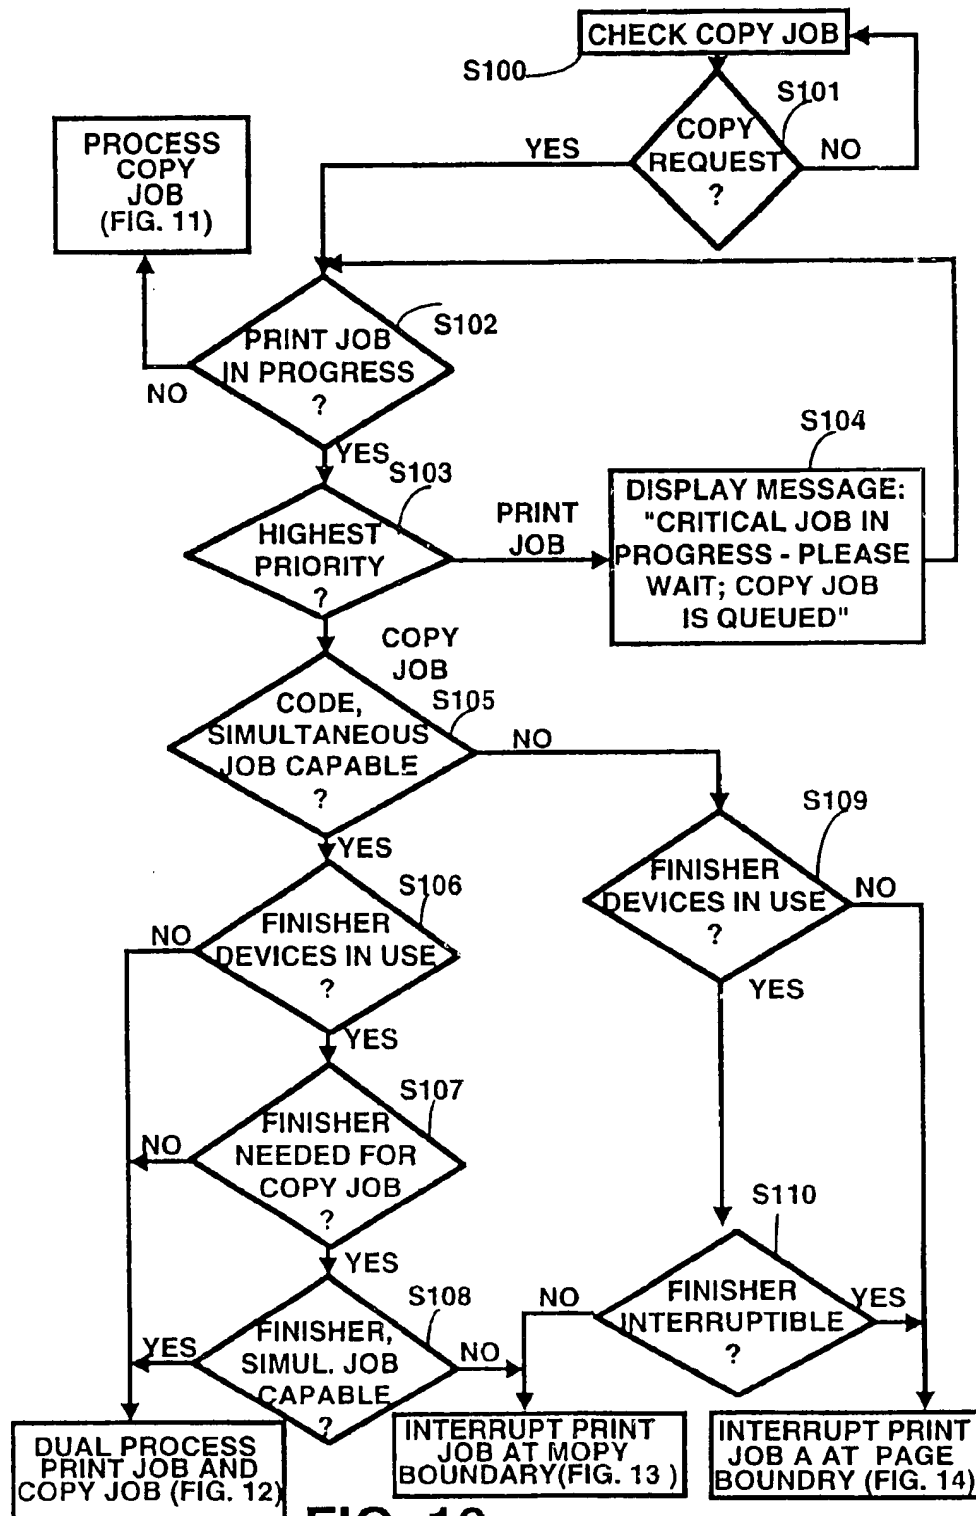 CHECK COPY JOB
S100
S101
COPY
REQUEST
?
YES
NO
PROCESS
COPY
JOB
(FIG. 11)
S102
PRINT JOB
IN PROGRESS
?
NO
YES
S103
HIGHEST
PRIORITY
?
PRINT
JOB
S104
DISPLAY MESSAGE:
"CRITICAL JOB IN
PROGRESS - PLEASE
WAIT; COPY JOB
IS QUEUED"
COPY
JOB
S105
CODE,
SIMULTANEOUS
JOB CAPABLE
?
NO
YES
S106
FINISHER
DEVICES IN USE
?
NO
YES
S109
FINISHER
DEVICES IN USE
?
NO
YES
S107
FINISHER
NEEDED FOR
COPY JOB
?
NO
YES
S110
FINISHER
INTERRUPTIBLE
?
NO
YES
S108
FINISHER,
SIMUL. JOB
CAPABLE
?
YES
NO
DUAL PROCESS
PRINT JOB AND
COPY JOB (FIG. 12)
INTERRUPT PRINT
JOB AT MOPY
BOUNDARY(FIG. 13 )
INTERRUPT PRINT
JOB A AT PAGE
BOUNDRY (FIG. 14)